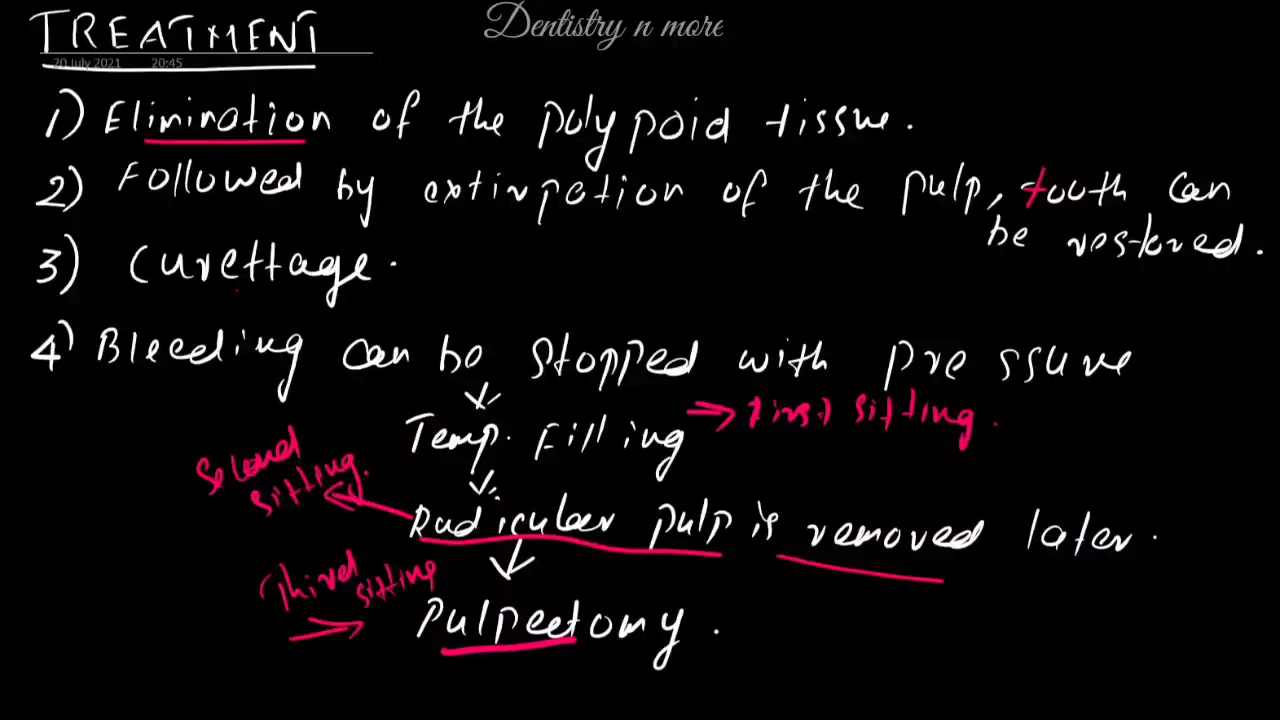 Dentistry n more
TREATMENT
20 July 2021 20:45
1) Elimination of the polypoid tissue.
2) Followed by extirpation of the pulp, tooth can
be restored.
3) Curettage.
4) Bleeding can be stopped with pressure
Temp. Filling → First sitting.
Second
sitting.
Radicular pulp is removed later.
Third
sitting
Pulpectomy.